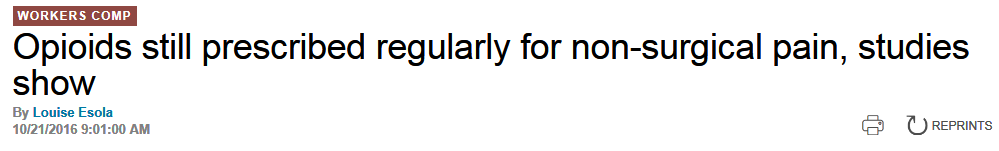 WORKERS COMP
Opioids still prescribed regularly for non-surgical pain, studies
show
By Louise Esola
10/21/2016 9:01:00 AM
REPRINTS